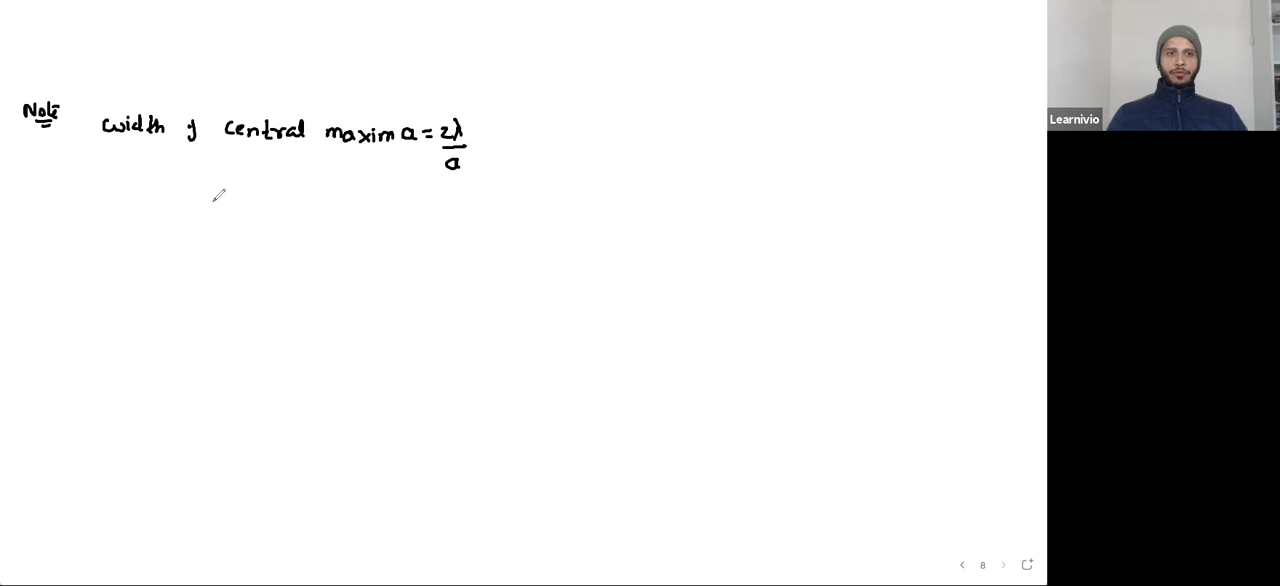 Note
width of central maxima = 2λ/a
Learnivio
8